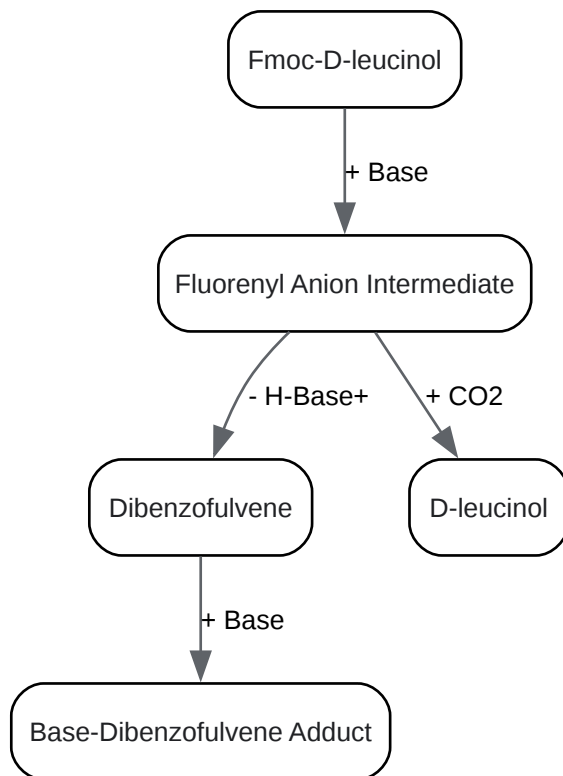 Fmoc-D-leucinol
+ Base
Fluorenyl Anion Intermediate
- H-Base+
+ CO2
Dibenzofulvene
D-leucinol
+ Base
Base-Dibenzofulvene Adduct